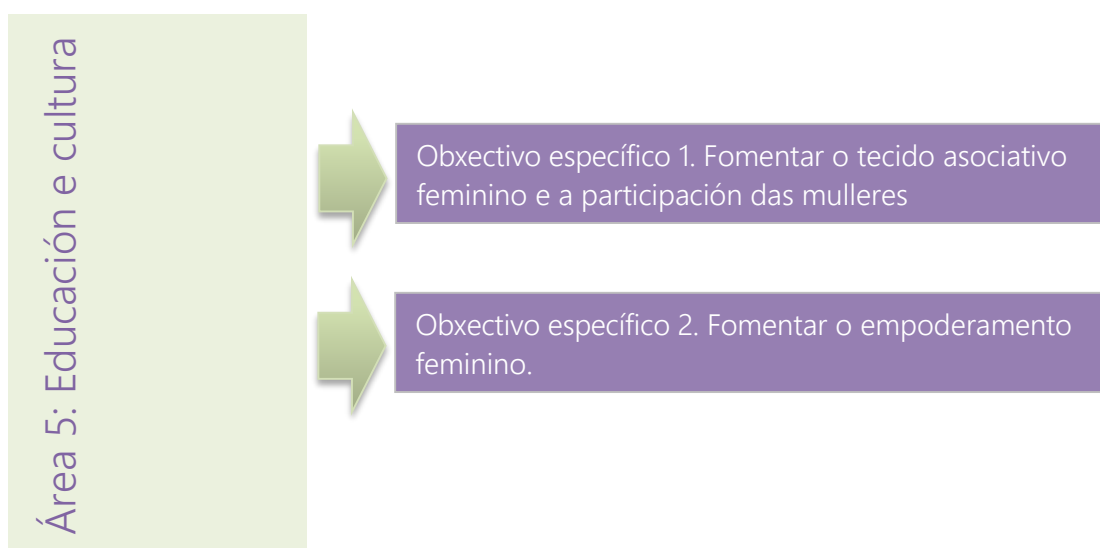 Área 5: Educación e cultura
Obxectivo específico 1. Fomentar o tecido asociativo
feminino e a participación das mulleres
Obxectivo específico 2. Fomentar o empoderamento
feminino.